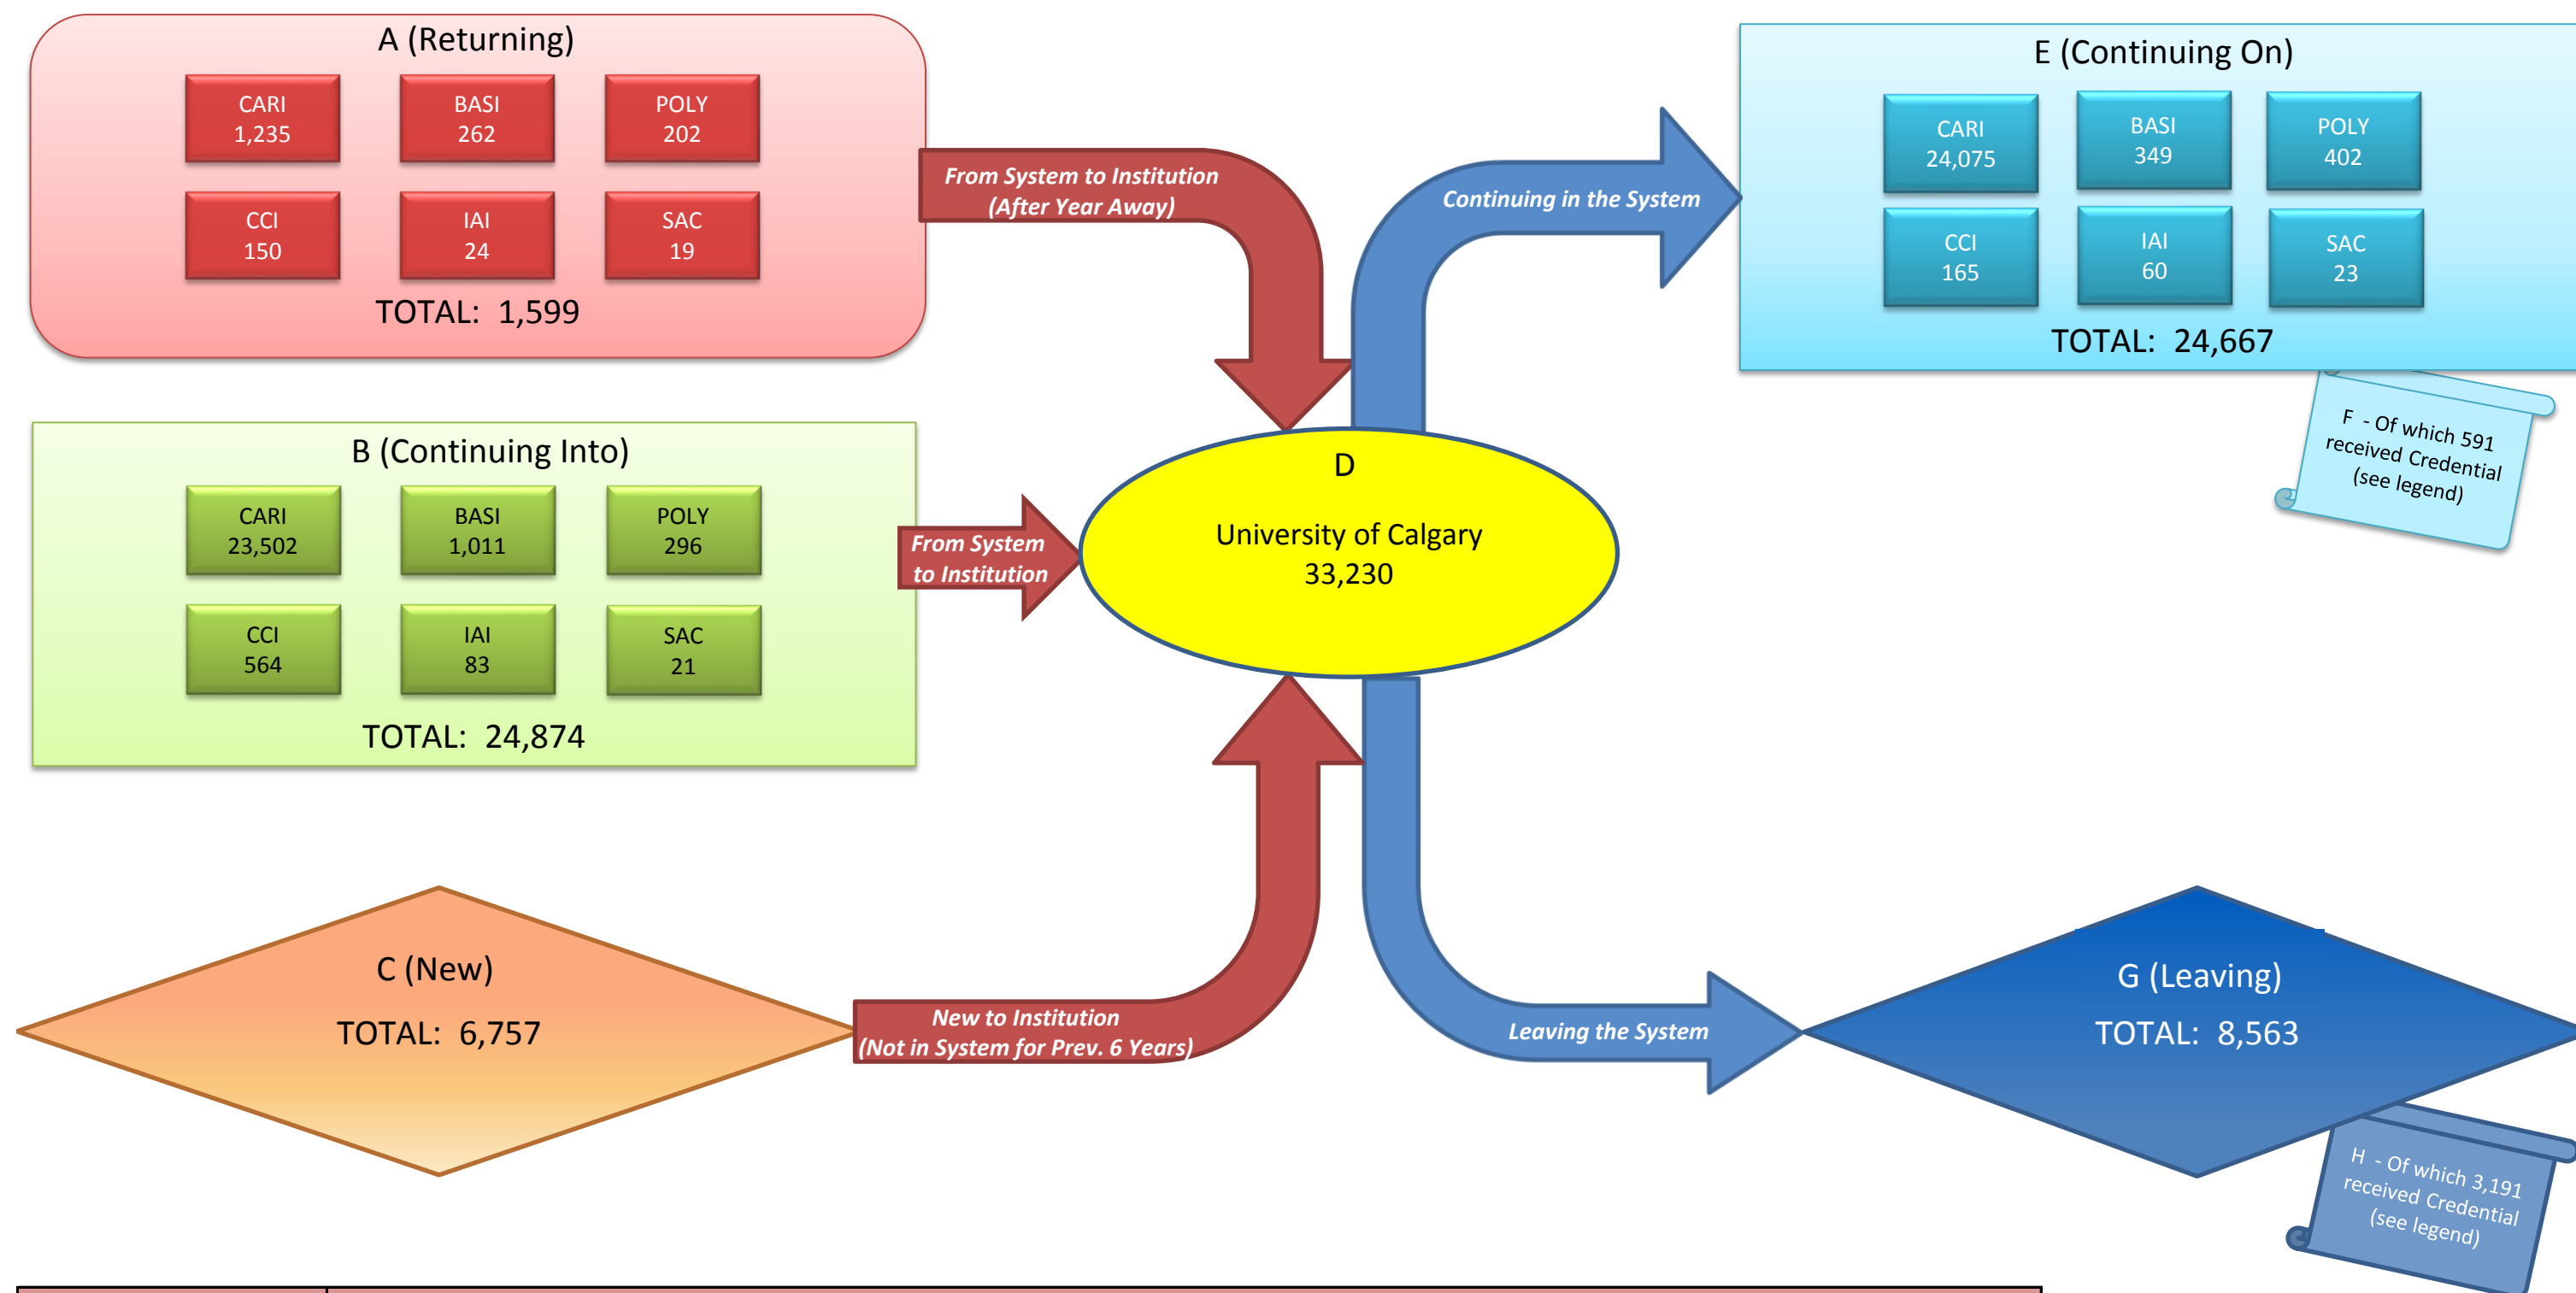 A (Returning)
CARI
1,235
BASI
262
POLY
202
CCI
150
IAI
24
SAC
19
TOTAL: 1,599
From System to Institution
(After Year Away)
Continuing in the System
E (Continuing On)
CARI
24,075
BASI
349
POLY
402
CCI
165
IAI
60
SAC
23
TOTAL: 24,667
F - Of which 591
received Credential
(see legend)
B (Continuing Into)
CARI
23,502
BASI
1,011
POLY
296
CCI
564
IAI
83
SAC
21
TOTAL: 24,874
From System
to Institution
D
University of Calgary
33,230
C (New)
TOTAL: 6,757
New to Institution
(Not in System for Prev. 6 Years)
Leaving the System
G (Leaving)
TOTAL: 8,563
H - Of which 3,191
received Credential
(see legend)